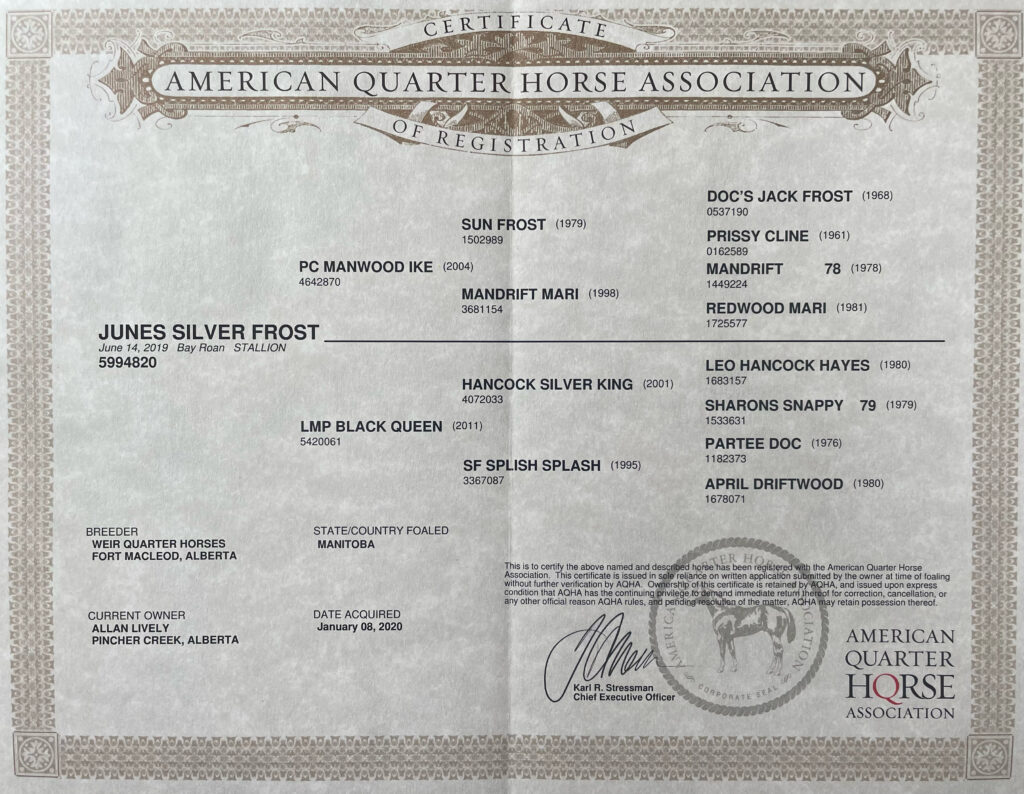 CERTIFICATE
AMERICAN QUARTER HORSE ASSOCIATION
OF REGISTRATION
DOC'S JACK FROST (1968)
0537190
SUN FROST (1979)
1502989
PRISSY CLINE (1961)
0162589
PC MANWOOD IKE (2004)
4642870
MANDRIFT 78 (1978)
1449224
MANDRIFT MARI (1998)
3681154
REDWOOD MARI (1981)
1725577
JUNES SILVER FROST
June 14, 2019 Bay Roan STALLION
5994820
LEO HANCOCK HAYES (1980)
1683157
HANCOCK SILVER KING (2001)
4072033
SHARONS SNAPPY 79 (1979)
1533631
LMP BLACK QUEEN (2011)
5420061
PARTEE DOC (1976)
1182373
SF SPLISH SPLASH (1995)
3367087
APRIL DRIFTWOOD (1980)
1678071
BREEDER
WEIR QUARTER HORSES
FORT MACLEOD, ALBERTA
STATE/COUNTRY FOALED
MANITOBA
CURRENT OWNER
ALLAN LIVELY
PINCHER CREEK, ALBERTA
DATE ACQUIRED
January 08, 2020
This is to certify the above named and described horse has been registered with the American Quarter Horse
Association. This certificate is issued in sole reliance on written application submitted by the owner at time of foaling
without further verification by AQHA. Ownership of this certificate is retained by AQHA, and issued upon express
condition that AQHA has the continuing privilege to demand immediate return thereof for correction, cancellation, or
any other official reason AQHA rules, and pending resolution of the matter, AQHA may retain possession thereof.
Karl R. Stressman
Chief Executive Officer
AMERICAN QUARTER HORSE ASSOCIATION
CORPORATE SEAL
AMERICAN
QUARTER
HORSE
ASSOCIATION